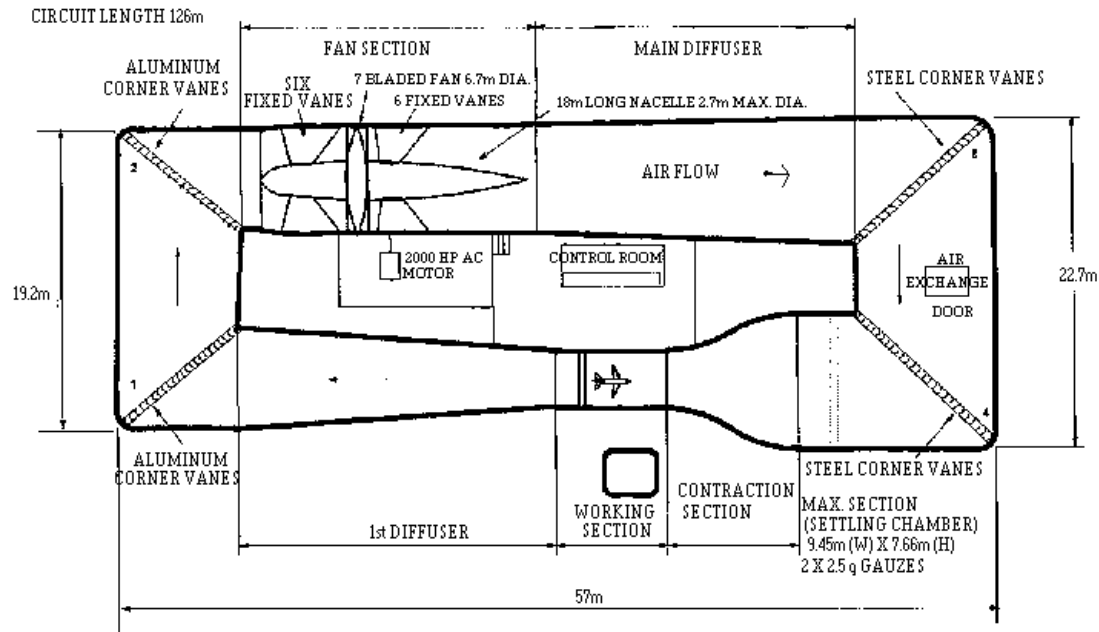 CIRCUIT LENGTH 126m
FAN SECTION
MAIN DIFFUSER
ALUMINUM
CORNER VANES
SIX
FIXED VANES
7 BLADED FAN 6.7m DIA.
6 FIXED VANES
18m LONG NACELLE 2.7m MAX. DIA.
STEEL CORNER VANES
2
AIR FLOW
2000 HP AC
MOTOR
CONTROL ROOM
AIR
EXCHANGE
DOOR
19.2m
22.7m
1
4
ALUMINUM
CORNER VANES
STEEL CORNER VANES
1st DIFFUSER
WORKING
SECTION
CONTRACTION
SECTION
MAX. SECTION
(SETTLING CHAMBER)
9.45m (W) X 7.66m (H)
2 X 2.5 q GAUZES
57m